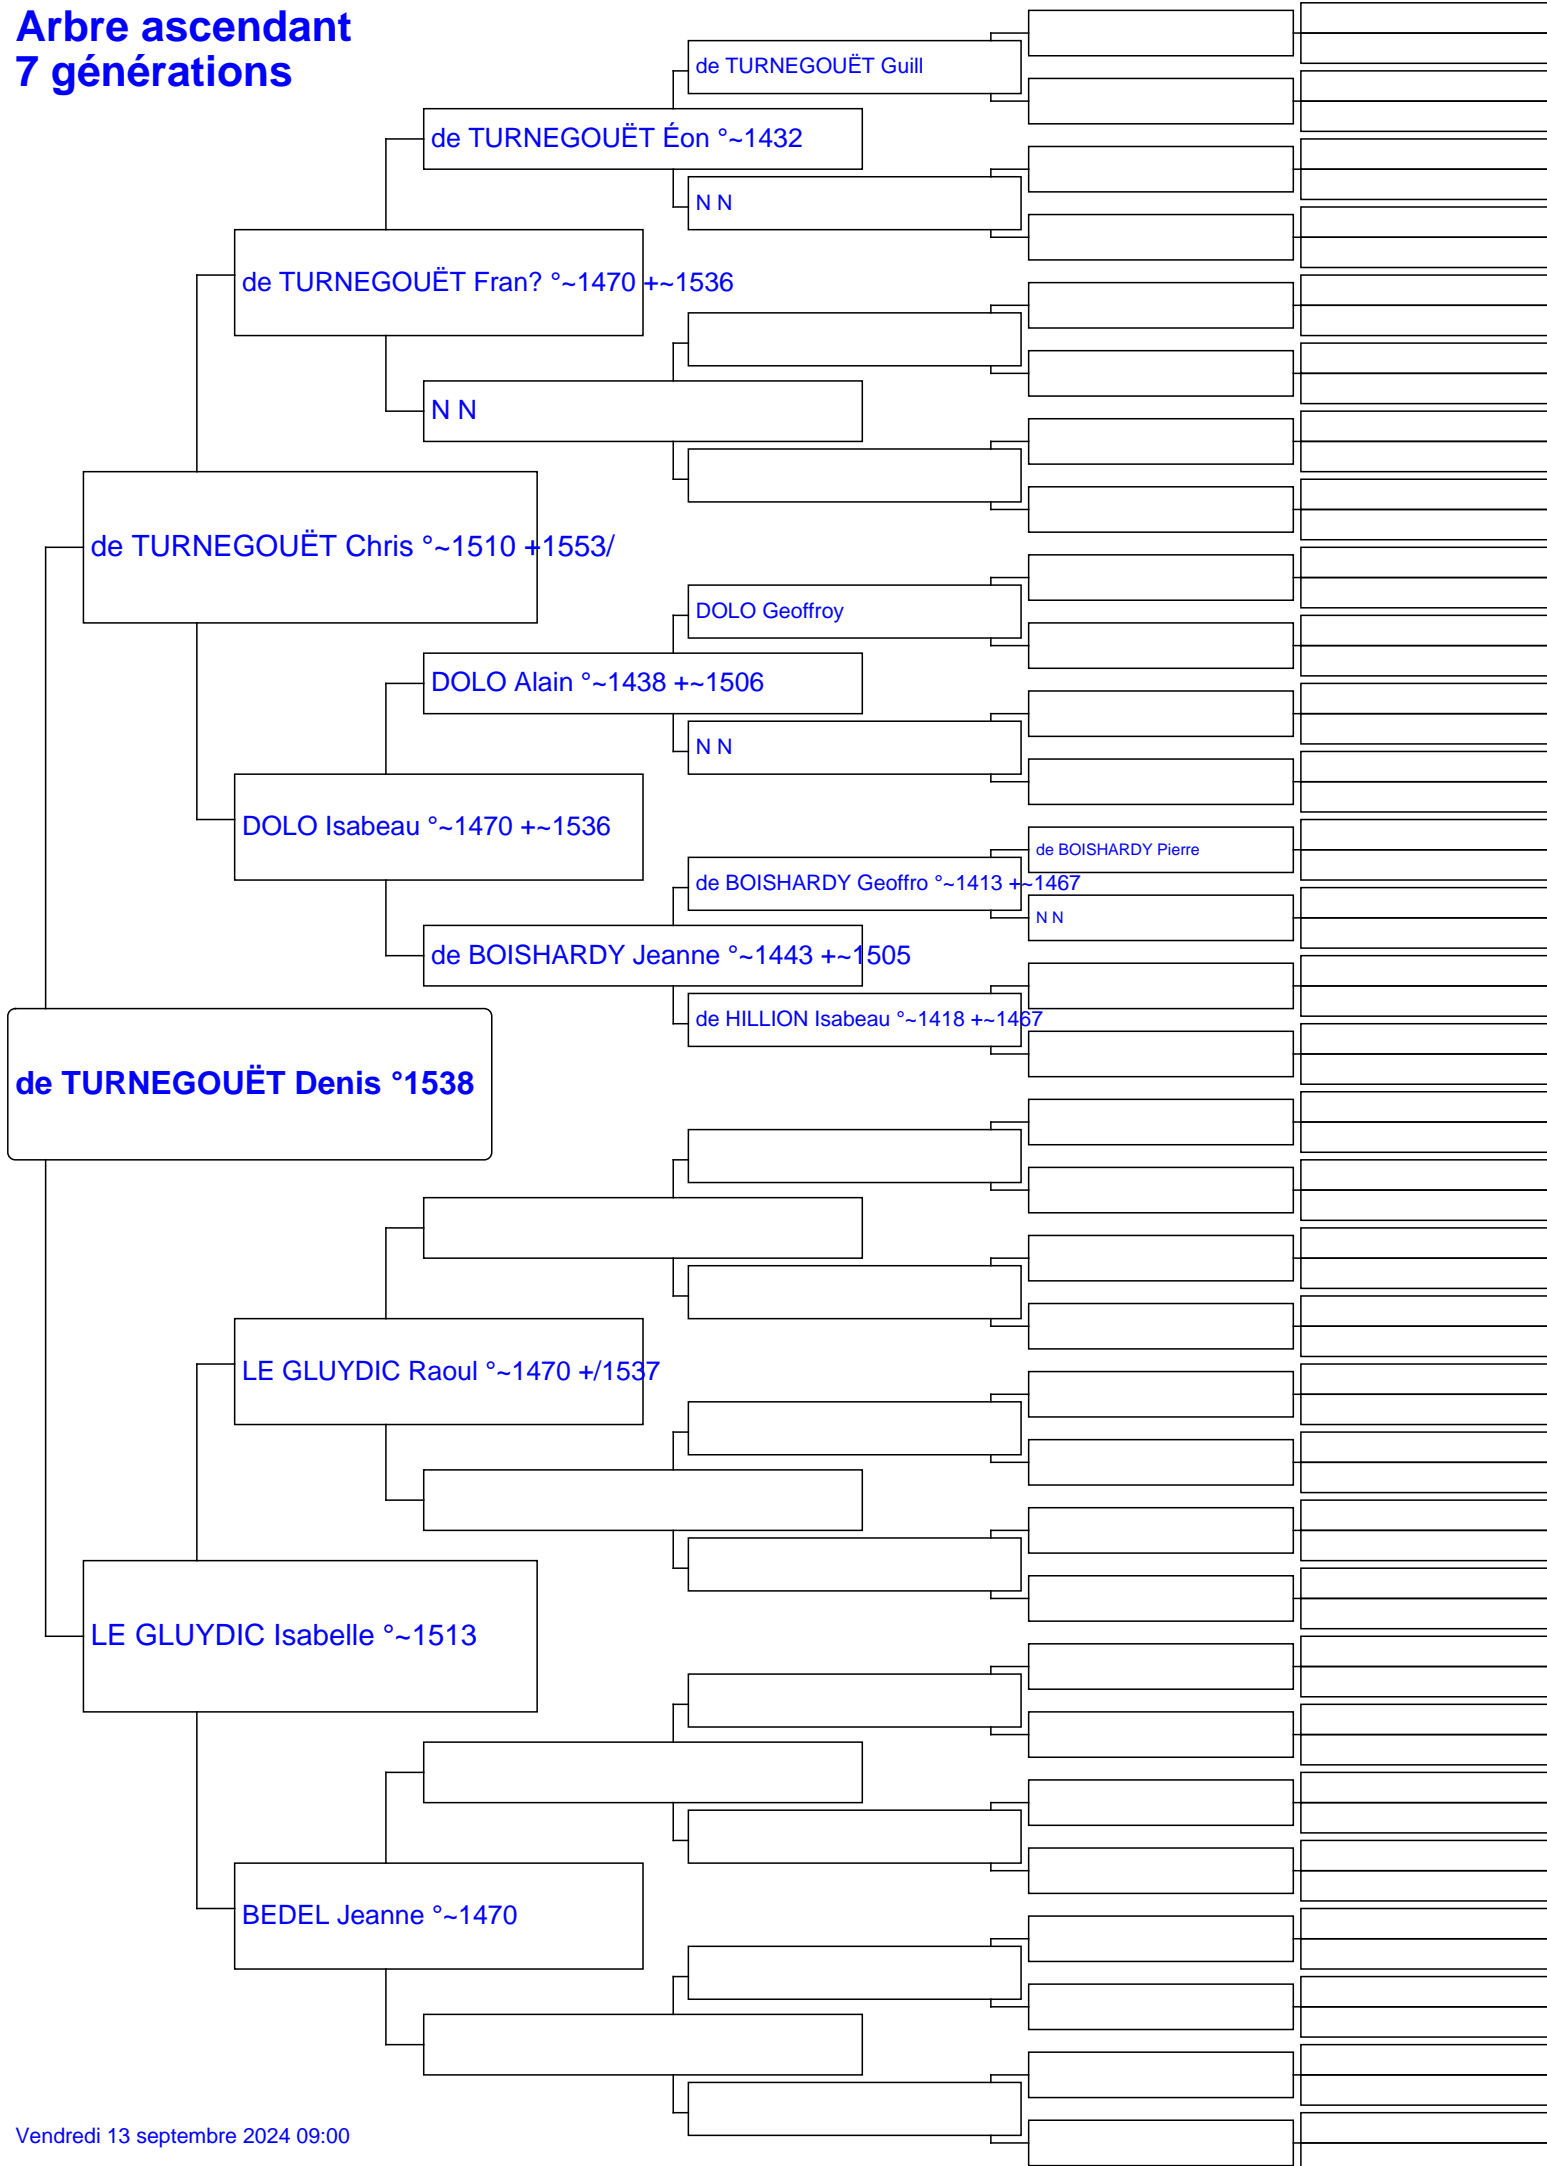 Arbre ascendant
7 générations
de TURNEGOUËT Guill
de TURNEGOUËT Éon °~1432
N N
de TURNEGOUËT Fran? °~1470 +~1536
N N
de TURNEGOUËT Chris °~1510 +1553/
DOLO Geoffroy
DOLO Alain °~1438 +~1506
N N
DOLO Isabeau °~1470 +~1536
de BOISHARDY Pierre
de BOISHARDY Geoffro °~1413 +~1467
N N
de BOISHARDY Jeanne °~1443 +~1505
de HILLION Isabeau °~1418 +~1467
de TURNEGOUËT Denis °1538
LE GLUYDIC Raoul °~1470 +/1537
LE GLUYDIC Isabelle °~1513
BEDEL Jeanne °~1470
Vendredi 13 septembre 2024 09:00